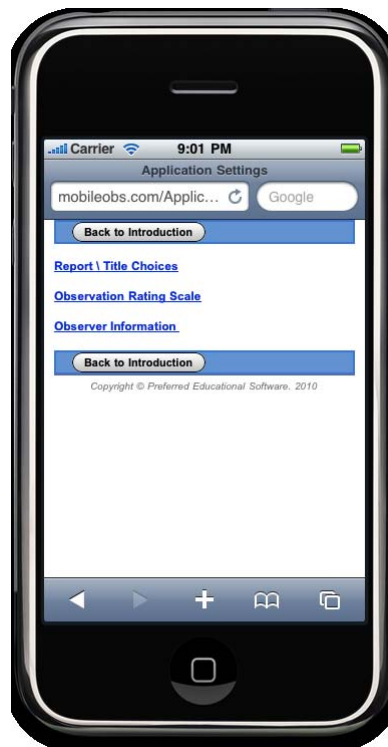 Carrier 9:01 PM
Application Settings
mobileobs.com/Applic... Google
Back to Introduction
Report \ Title Choices
Observation Rating Scale
Observer Information
Back to Introduction
Copyright © Preferred Educational Software. 2010